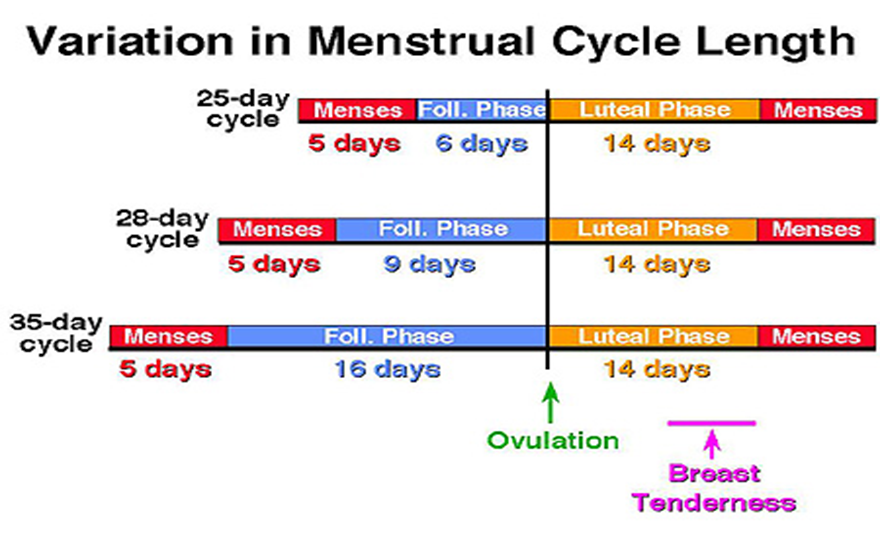 Variation in Menstrual Cycle Length
25-day cycle
Menses Foll. Phase Luteal Phase Menses
5 days 6 days 14 days
28-day cycle
Menses Foll. Phase Luteal Phase Menses
5 days 9 days 14 days
35-day cycle
Menses Foll. Phase Luteal Phase Menses
5 days 16 days 14 days
Ovulation
Breast
Tenderness